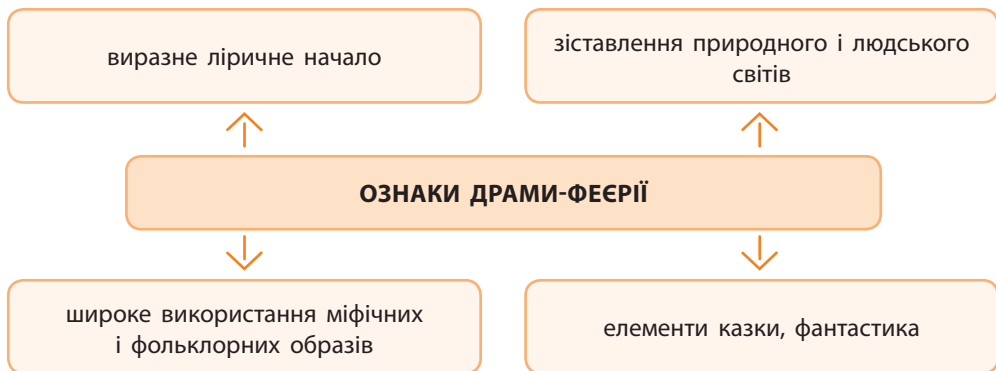 виразне ліричне начало
зіставлення природного і людського
світів
ОЗНАКИ ДРАМИ-ФЕЄРІЇ
широке використання міфічних
і фольклорних образів
елементи казки, фантастика